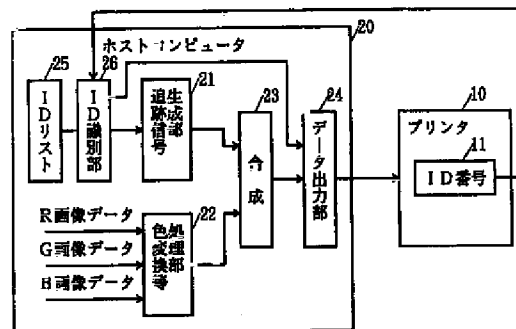 20
ホストコンピュータ
25
26
21
23
24
10
IDリスト
ID識別部
追跡信号
生成部
合成
データ出力部
プリンタ
11
ID番号
22
R画像データ
G画像データ
B画像データ
色変換等
処理部